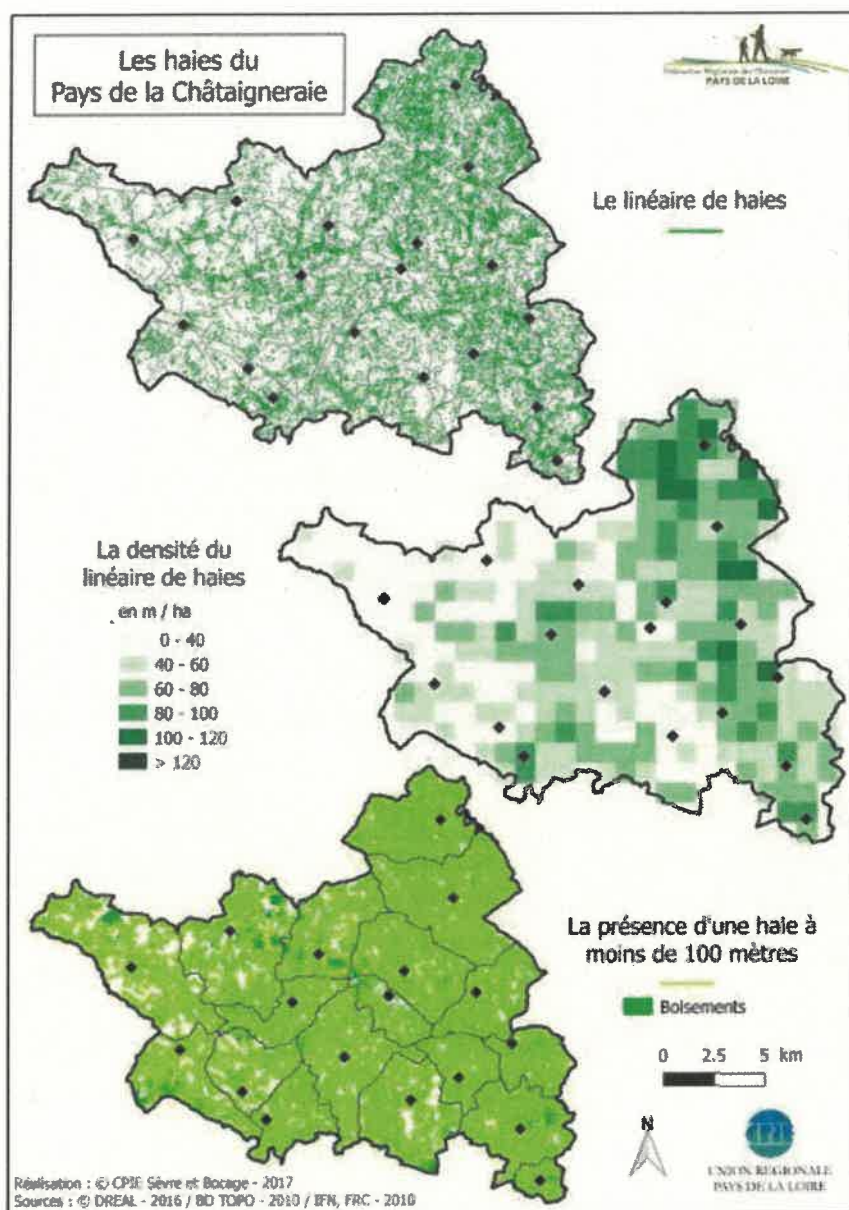 Les haies du
Pays de la Châtaigneraie
PAYS DE LA LOIRE
Le linéaire de haies
La densité du
linéaire de haies
en m / ha
0 - 40
40 - 60
60 - 80
80 - 100
100 - 120
> 120
La présence d'une haie à
moins de 100 mètres
Boisements
0 2.5 5 km
N
CPIE
UNION REGIONALE
PAYS DE LA LOIRE
Réalisation : © CPIE Sèvre et Bocage - 2017
Sources : © DREAL - 2016 / BD TOPO - 2010 / IFN, FRC - 2010